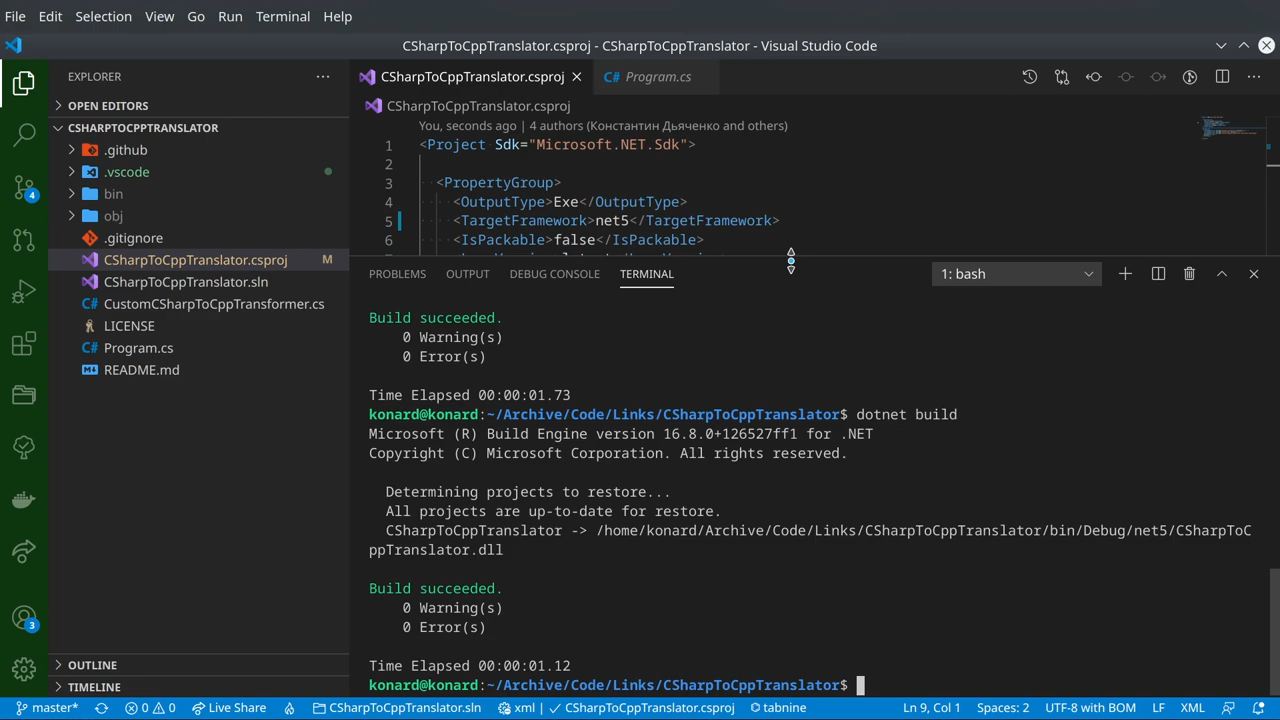 File Edit Selection View Go Run Terminal Help
CSharpToCppTranslator.csproj - CSharpToCppTranslator - Visual Studio Code
EXPLORER
OPEN EDITORS
CSHARPTOCPPTRANSLATOR
.github
.vscode
bin
obj
.gitignore
CSharpToCppTranslator.csproj M
CSharpToCppTranslator.sln
CustomCSharpToCppTransformer.cs
LICENSE
Program.cs
README.md
OUTLINE
TIMELINE
4
3
CSharpToCppTranslator.csproj C# Program.cs
CSharpToCppTranslator.csproj
You, seconds ago | 4 authors (Константин Дьяченко and others)
1 <Project Sdk="Microsoft.NET.Sdk">
2
3 <PropertyGroup>
4 <OutputType>Exe</OutputType>
5 <TargetFramework>net5</TargetFramework>
6 <IsPackable>false</IsPackable>
PROBLEMS OUTPUT DEBUG CONSOLE TERMINAL 1: bash
Build succeeded.
0 Warning(s)
0 Error(s)
Time Elapsed 00:00:01.73
konard@konard:~/Archive/Code/Links/CSharpToCppTranslator$ dotnet build
Microsoft (R) Build Engine version 16.8.0+126527ff1 for .NET
Copyright (C) Microsoft Corporation. All rights reserved.
Determining projects to restore...
All projects are up-to-date for restore.
CSharpToCppTranslator -> /home/konard/Archive/Code/Links/CSharpToCppTranslator/bin/Debug/net5/CSharpToC
ppTranslator.dll
Build succeeded.
0 Warning(s)
0 Error(s)
Time Elapsed 00:00:01.12
konard@konard:~/Archive/Code/Links/CSharpToCppTranslator$
master* 0 0 Live Share CSharpToCppTranslator.sln xml | ✓ CSharpToCppTranslator.csproj tabnine Ln 9, Col 1 Spaces: 2 UTF-8 with BOM LF XML